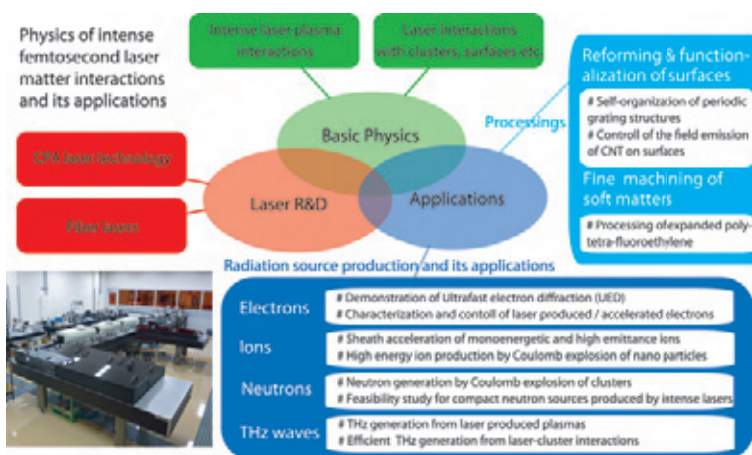 Physics of intense
femtosecond laser
matter interactions
and its applications
Intense laser plasma
interactions
Laser interactions
with clusters, surfaces etc.
CPA laser technology
Fiber lasers
Basic Physics
Laser R&D
Applications
Processings
Reforming & function-
alization of surfaces
# Self-organization of periodic
grating structures
# Controll of the field emission
of CNT on surfaces
Fine machining of
soft matters
# Processing of expanded poly-
tetra-fluoroethylene
Radiation source production and its applications
Electrons
# Demonstration of Ultrafast electron diffraction (UED)
# Characterization and contoll of laser produced / accelerated electrons
Ions
# Sheath acceleration of monoenergetic and high emittance ions
# High energy ion production by Coulomb explosion of nano particles
Neutrons
# Neutron generation by Coulomb explosion of clusters
# Feasibility study for compact neutron sources produced by intense lasers
THz waves
# THz generation from laser produced plasmas
# Efficient THz generation from laser-cluster interactions